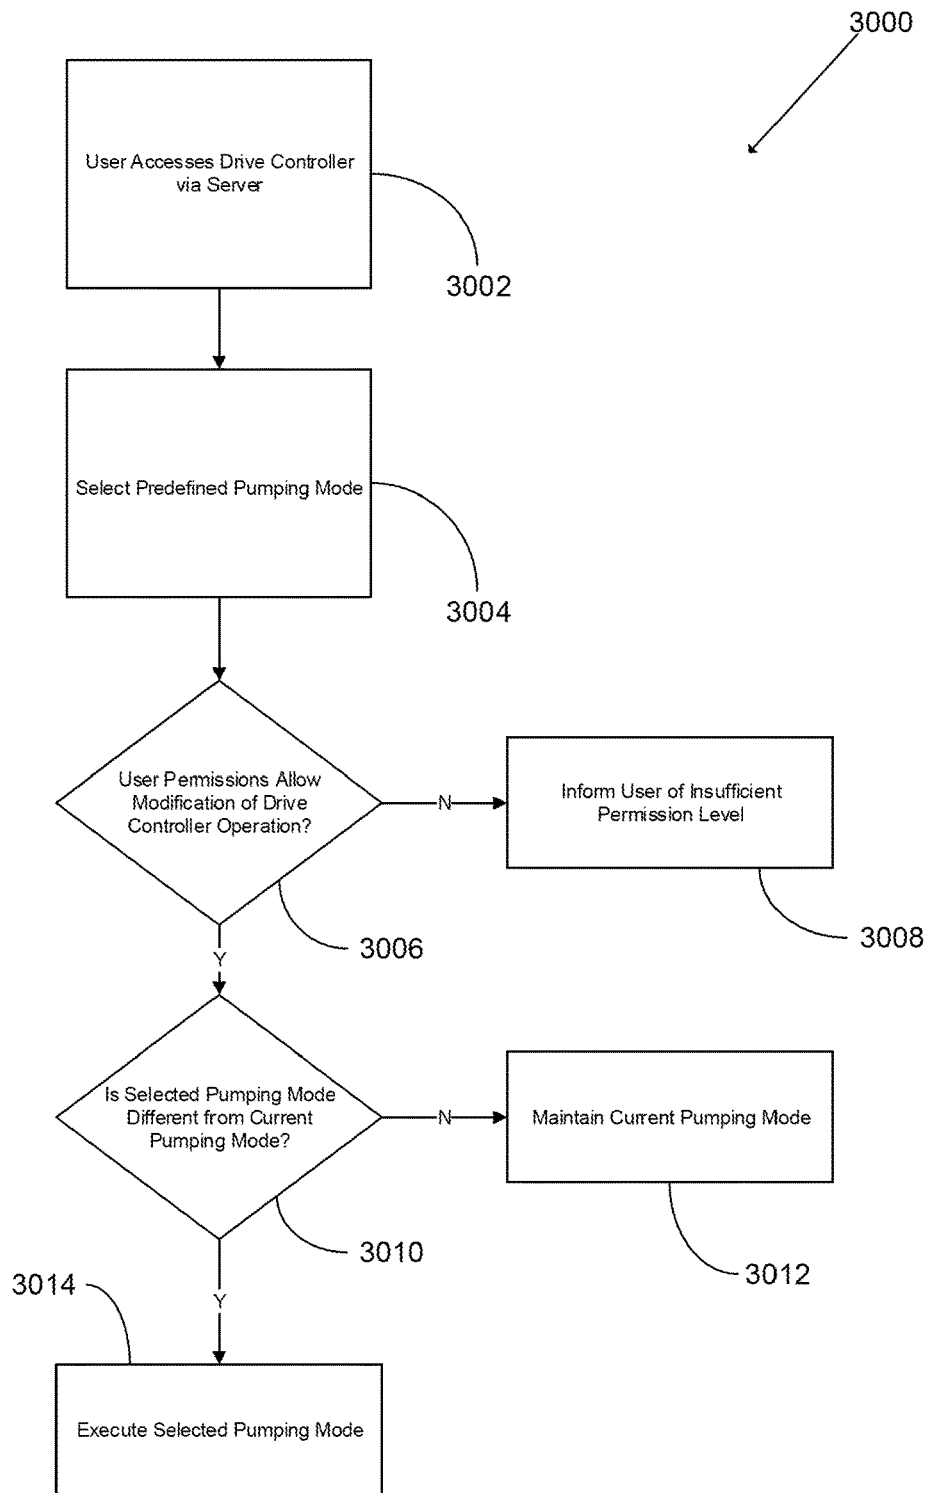 3000
User Accesses Drive Controller
via Server
3002
Select Predefined Pumping Mode
3004
User Permissions Allow
Modification of Drive
Controller Operation?
N
Inform User of Insufficient
Permission Level
3006
3008
Y
Is Selected Pumping Mode
Different from Current
Pumping Mode?
N
Maintain Current Pumping Mode
3010
3012
3014
Y
Execute Selected Pumping Mode